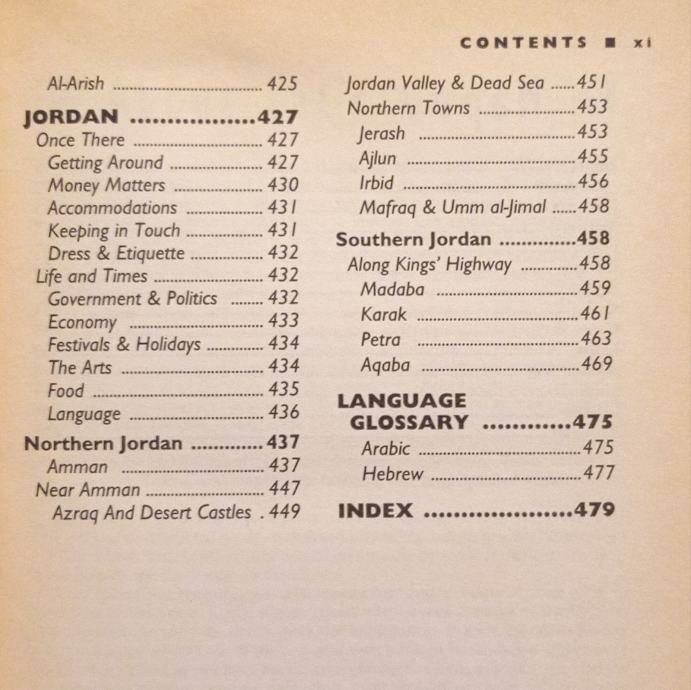 CONTENTS ■ xi
Al-Arish ................................ 425
JORDAN ..................427
Once There ............................ 427
Getting Around .................... 427
Money Matters ................... 430
Accommodations ................ 431
Keeping in Touch ................. 431
Dress & Etiquette ................ 432
Life and Times ........................ 432
Government & Politics ....... 432
Economy ............................. 433
Festivals & Holidays ............ 434
The Arts .............................. 434
Food ...................................... 435
Language .............................. 436
Northern Jordan ............ 437
Amman ............................... 437
Near Amman ......................... 447
Azraq And Desert Castles . 449
Jordan Valley & Dead Sea .....451
Northern Towns .....................453
Jerash ..................................453
Ajlun ......................................455
Irbid ......................................456
Mafraq & Umm al-Jimal .....458
Southern Jordan .............458
Along Kings' Highway ............458
Madaba ...............................459
Karak ...................................461
Petra ...................................463
Aqaba ..................................469
LANGUAGE
GLOSSARY ............475
Arabic ....................................475
Hebrew .................................477
INDEX .....................479